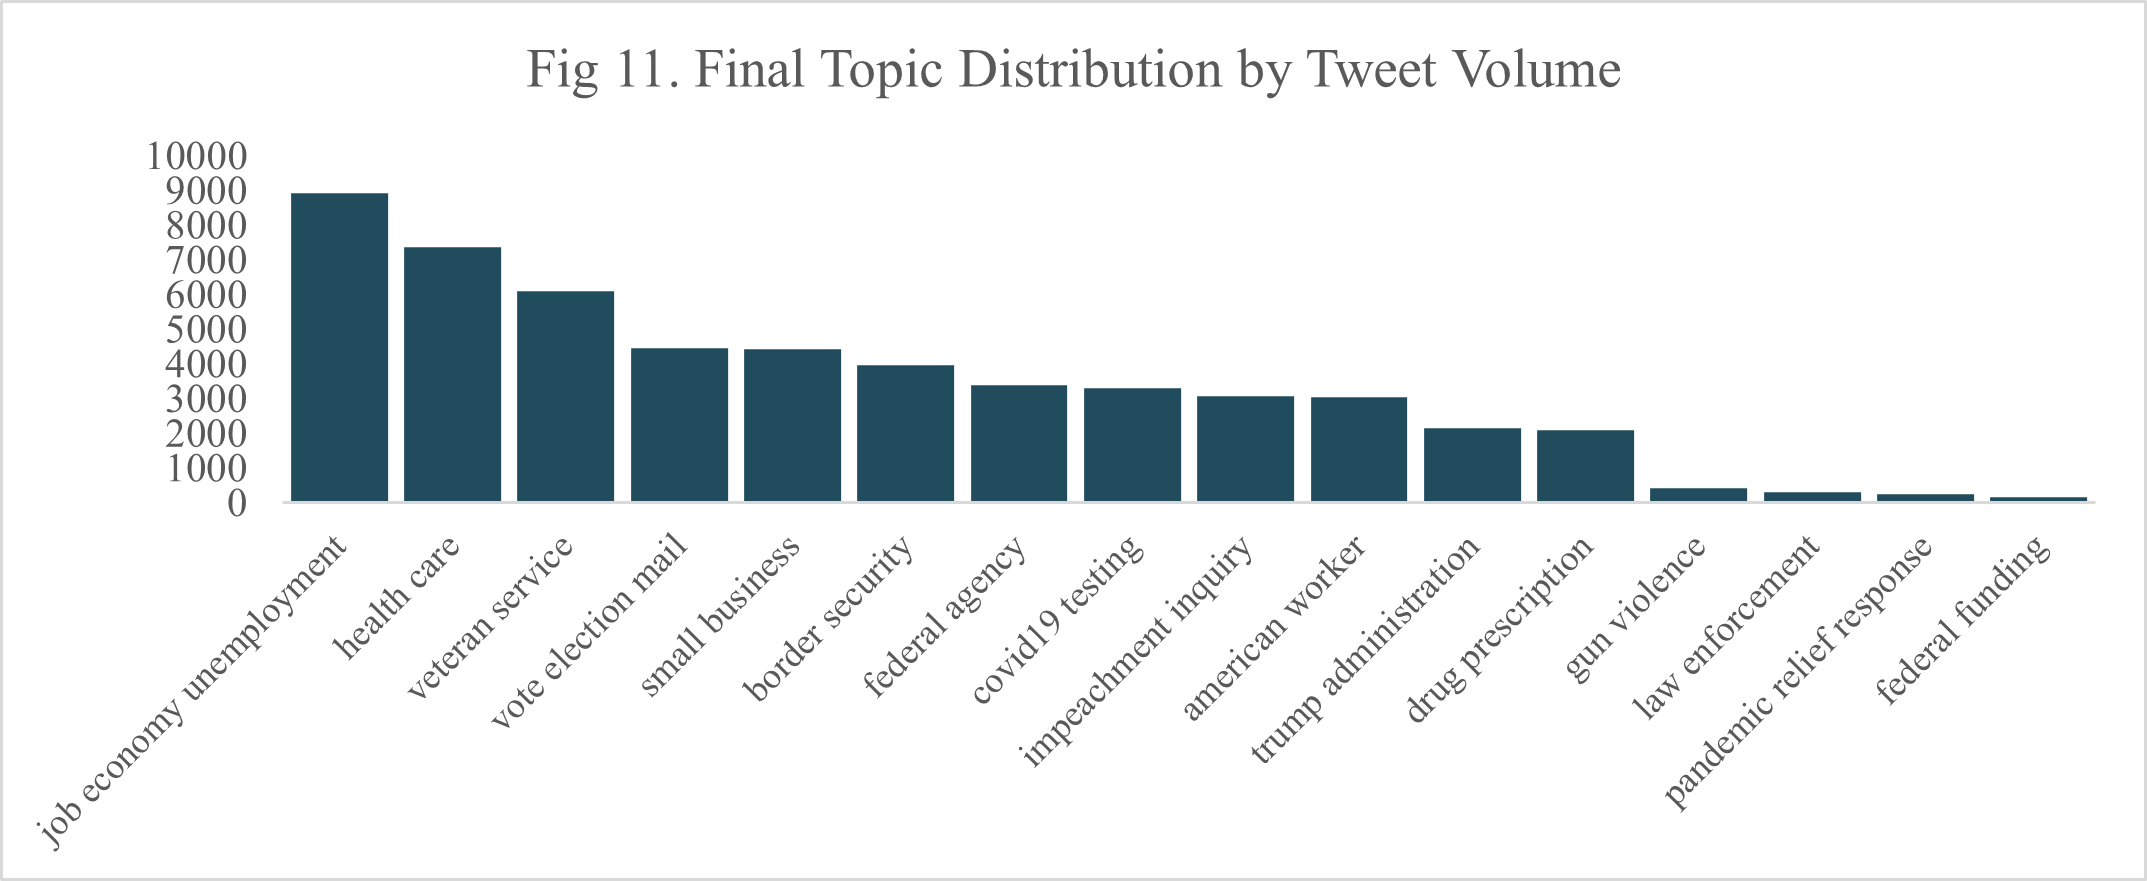 Fig 11. Final Topic Distribution by Tweet Volume
10000
9000
8000
7000
6000
5000
4000
3000
2000
1000
0
job economy unemployment
health care
veteran service
vote election mail
small business
border security
federal agency
covid19 testing
impeachment inquiry
american worker
trump administration
drug prescription
gun violence
law enforcement
pandemic relief response
federal funding